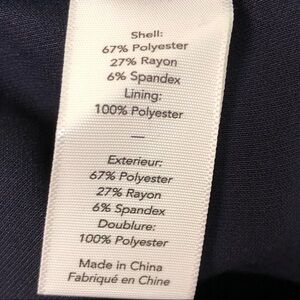 Shell:
67% Polyester
27% Rayon
6% Spandex
Lining:
100% Polyester
—
Exterieur:
67% Polyester
27% Rayon
6% Spandex
Doublure:
100% Polyester
Made in China
Fabriqué en Chine